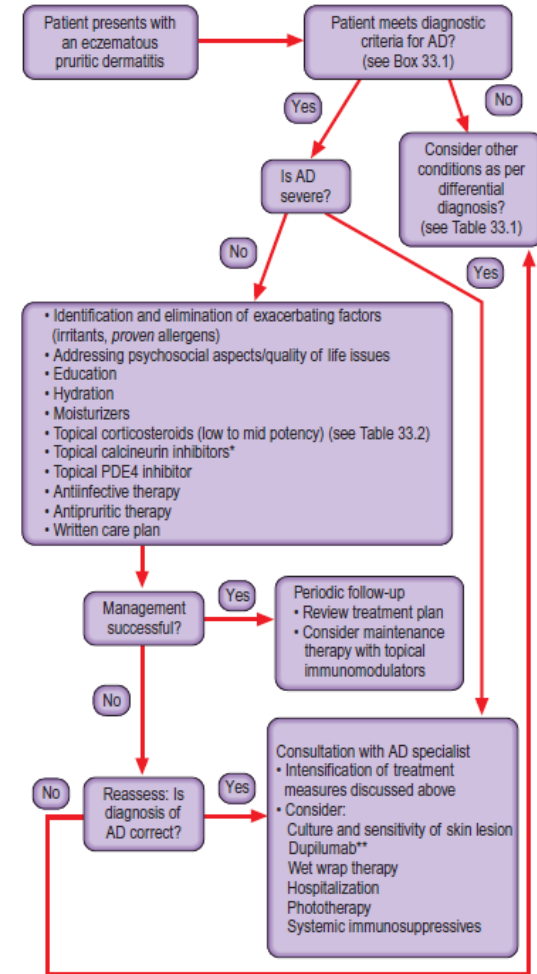 Patient presents with
an eczematous
pruritic dermatitis
Patient meets diagnostic
criteria for AD?
(see Box 33.1)
Yes
No
Is AD
severe?
Consider other
conditions as per
differential
diagnosis?
(see Table 33.1)
No
Yes
• Identification and elimination of exacerbating factors
(irritants, proven allergens)
• Addressing psychosocial aspects/quality of life issues
• Education
• Hydration
• Moisturizers
• Topical corticosteroids (low to mid potency) (see Table 33.2)
• Topical calcineurin inhibitors*
• Topical PDE4 inhibitor
• Antiinfective therapy
• Antipruritic therapy
• Written care plan
Management
successful?
Yes
Periodic follow-up
• Review treatment plan
• Consider maintenance
therapy with topical
immunomodulators
No
No
Reassess: Is
diagnosis of
AD correct?
Yes
Consultation with AD specialist
• Intensification of treatment
measures discussed above
• Consider:
Culture and sensitivity of skin lesion
Dupilumab**
Wet wrap therapy
Hospitalization
Phototherapy
Systemic immunosuppressives